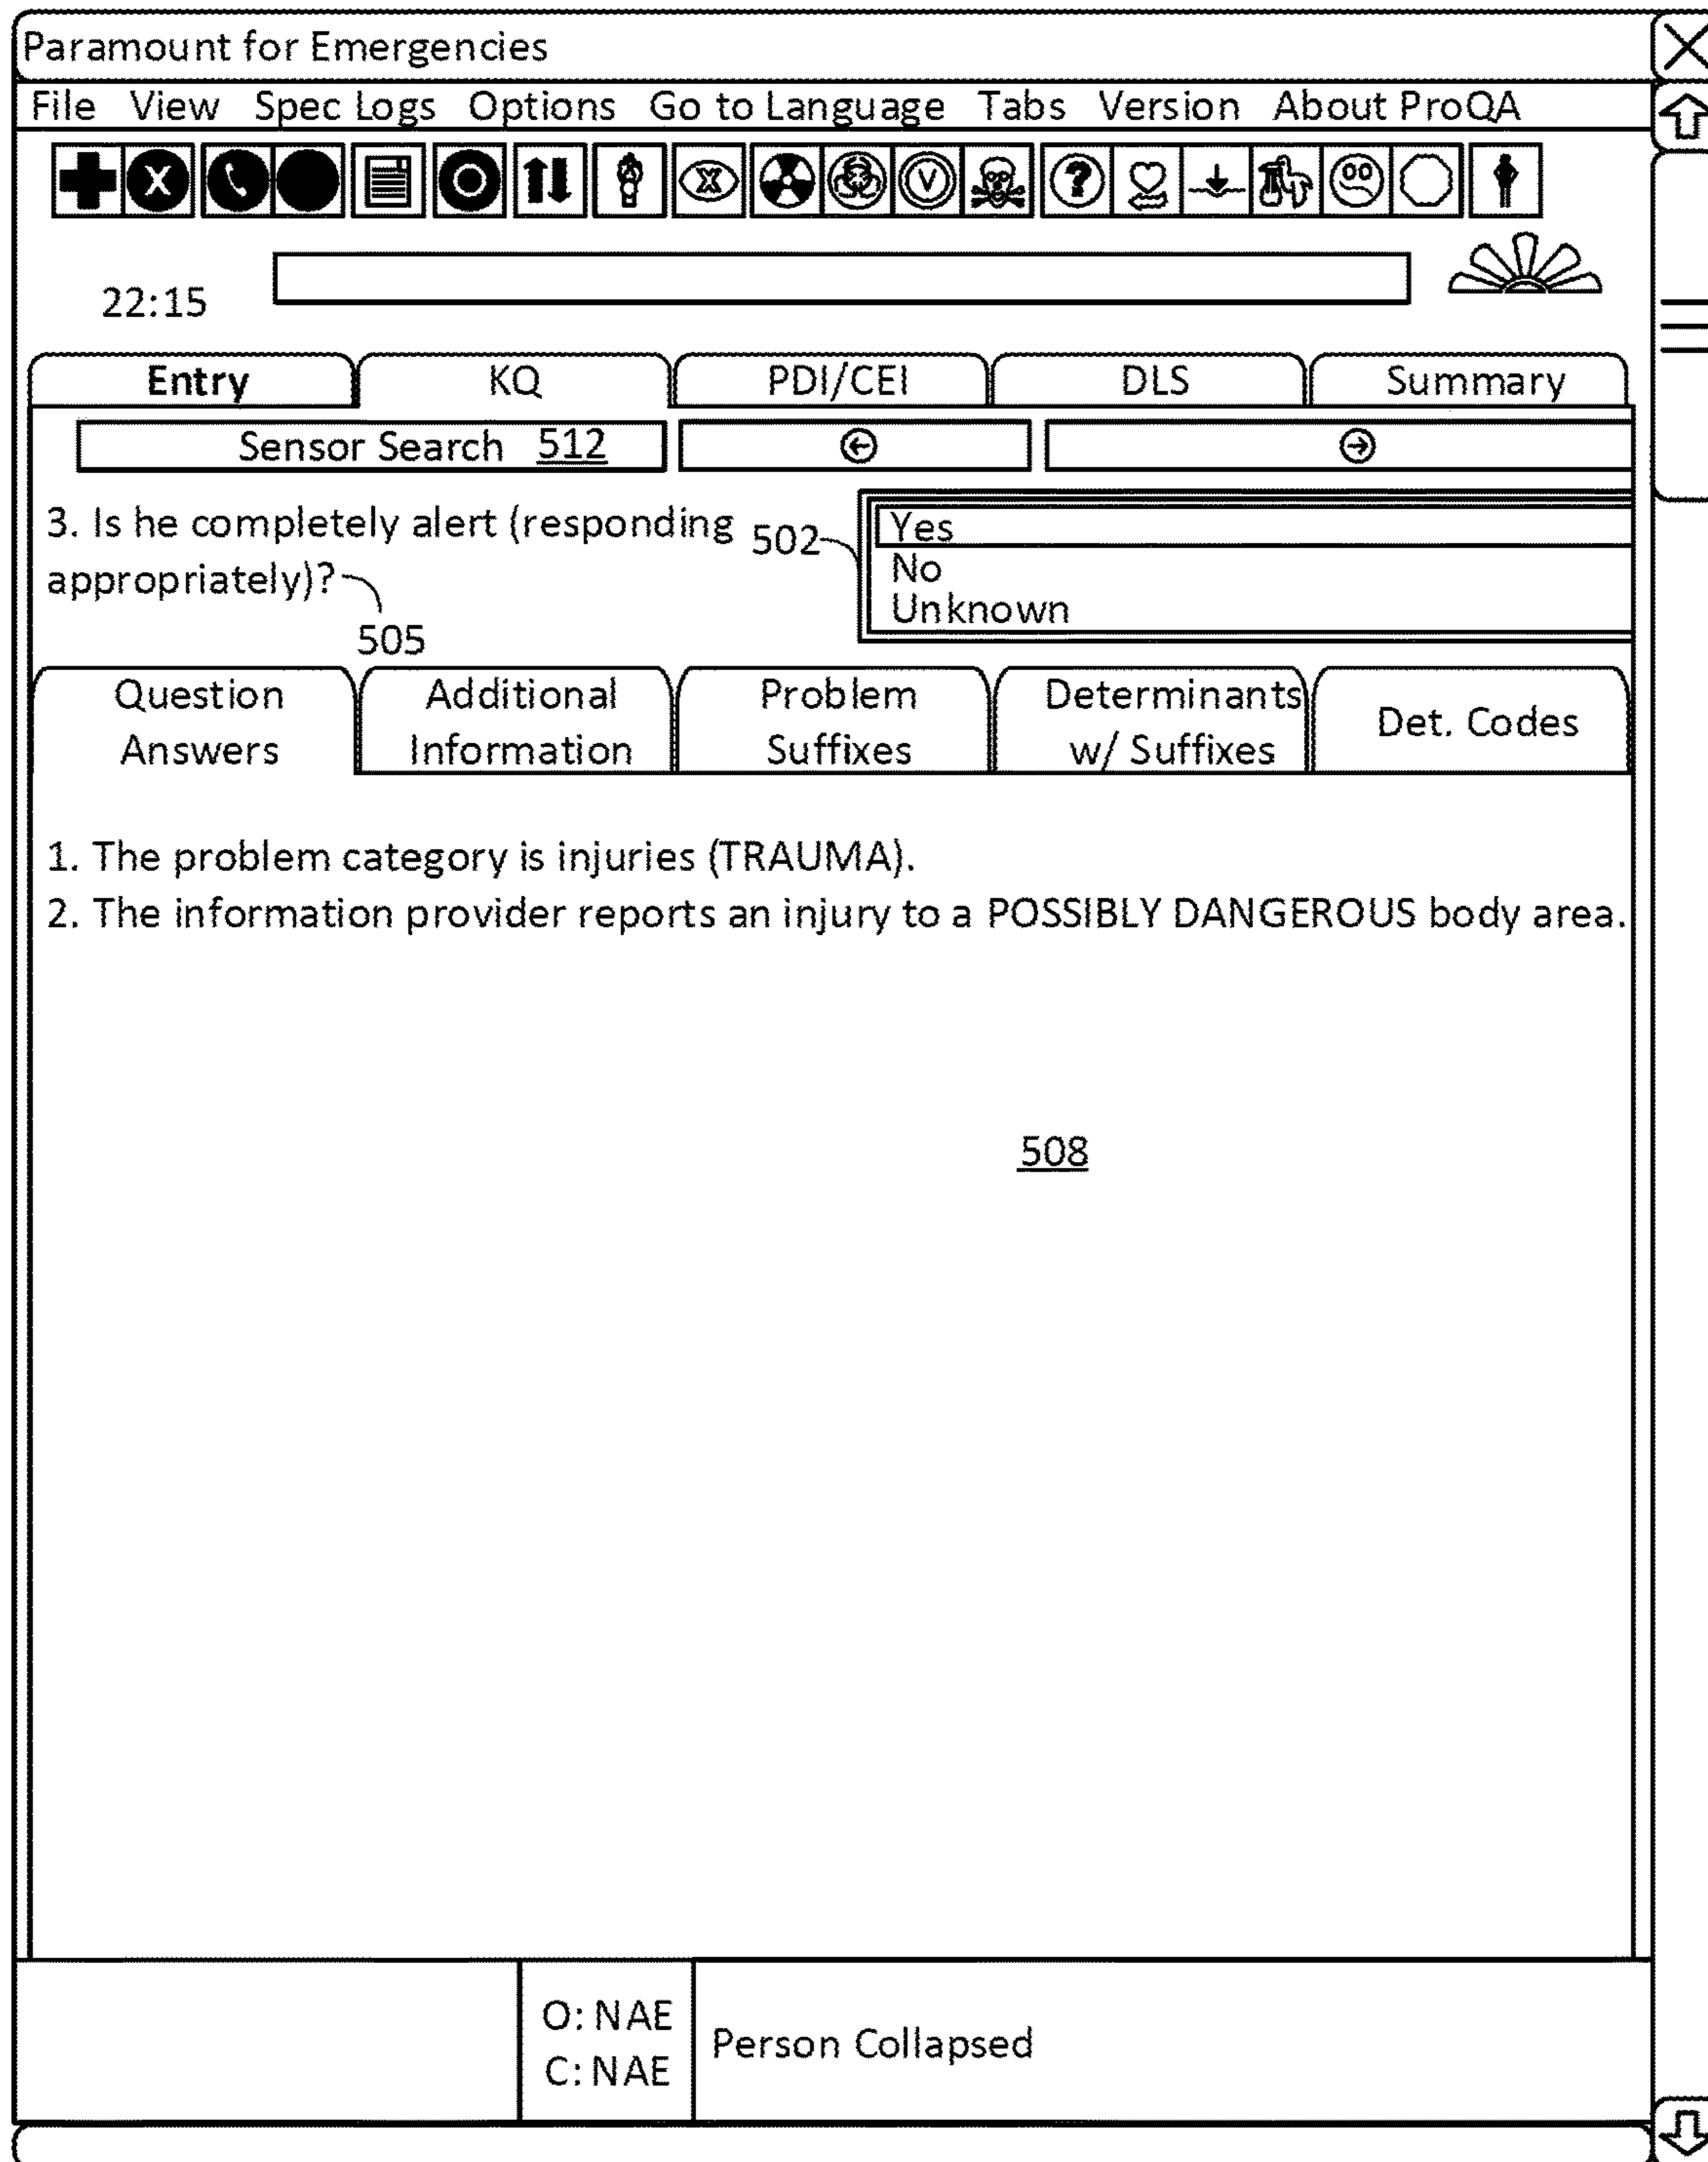 Paramount for Emergencies
File View Spec Logs Options Go to Language Tabs Version About ProQA
X
?
V
X
22:15
Entry KQ PDI/CEI DLS Summary
Sensor Search 512
3. Is he completely alert (responding
appropriately)?
505
502
Yes
No
Unknown
Question
Answers
Additional
Information
Problem
Suffixes
Determinants
w/ Suffixes
Det. Codes
1. The problem category is injuries (TRAUMA).
2. The information provider reports an injury to a POSSIBLY DANGEROUS body area.
508
O: NAE
C: NAE
Person Collapsed